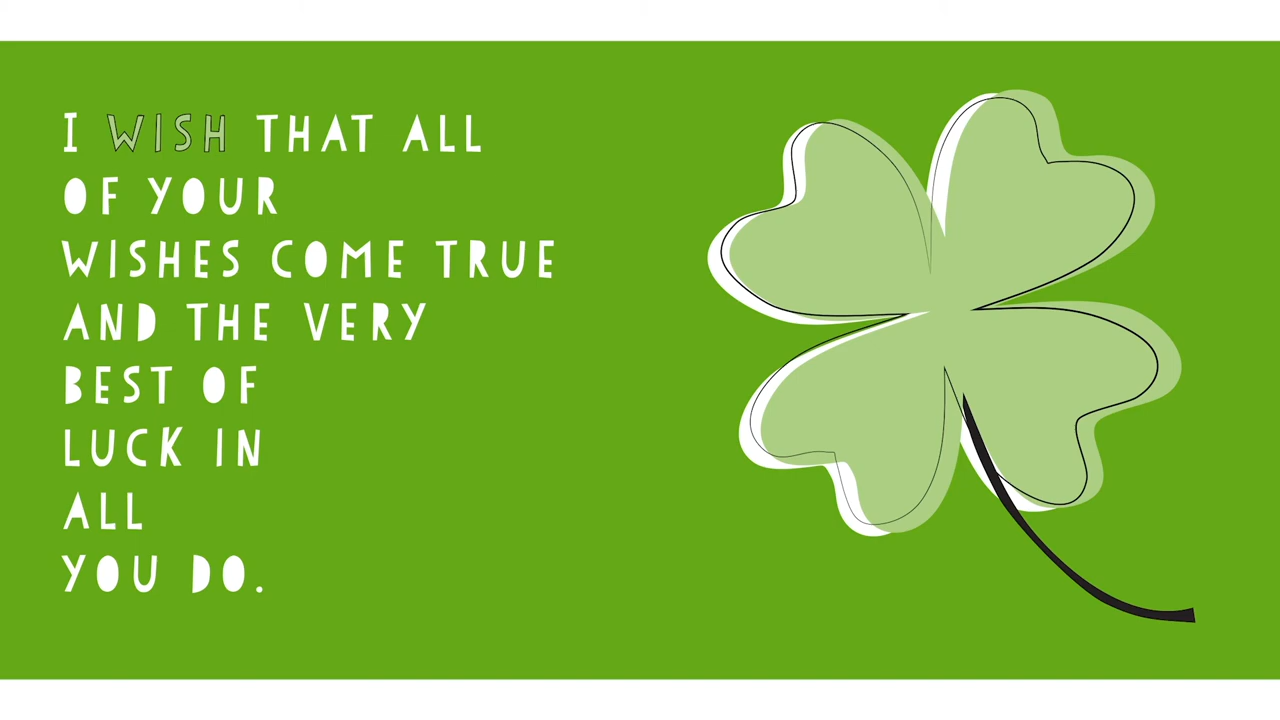 I WISH THAT ALL
OF YOUR
WISHES COME TRUE
AND THE VERY
BEST OF
LUCK IN
ALL
YOU DO.